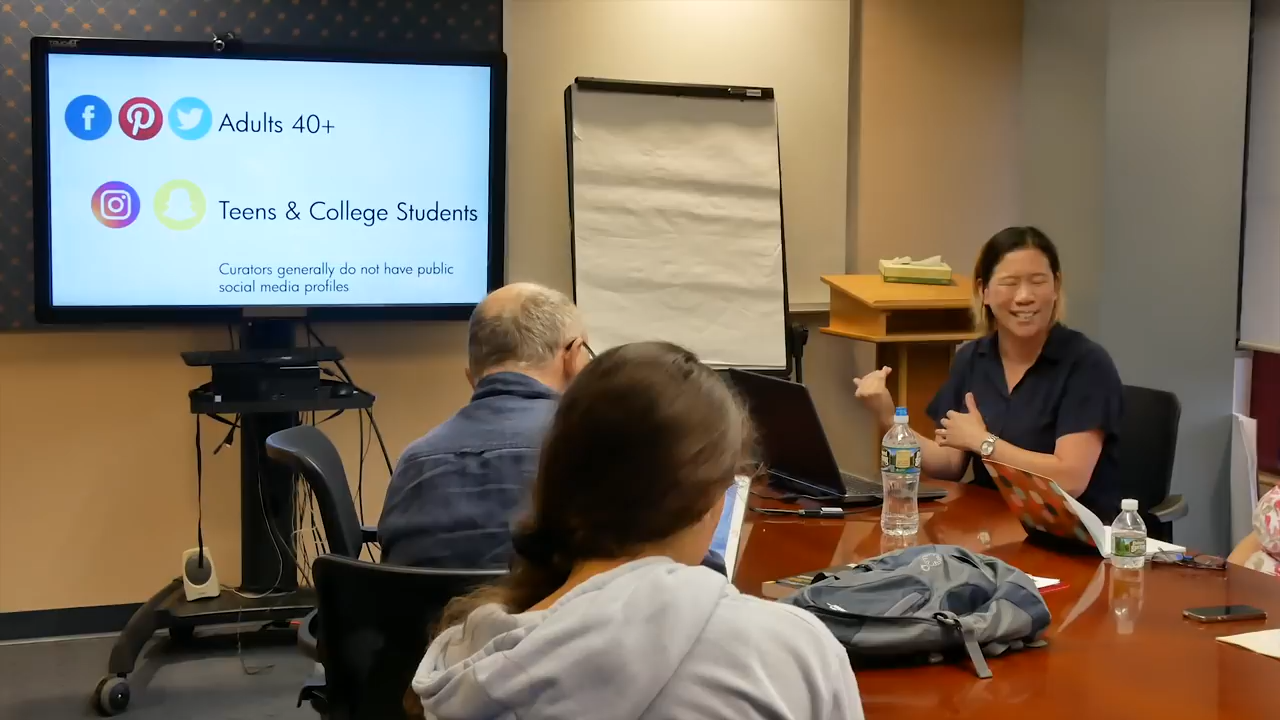 Adults 40+
Teens & College Students
Curators generally do not have public
social media profiles